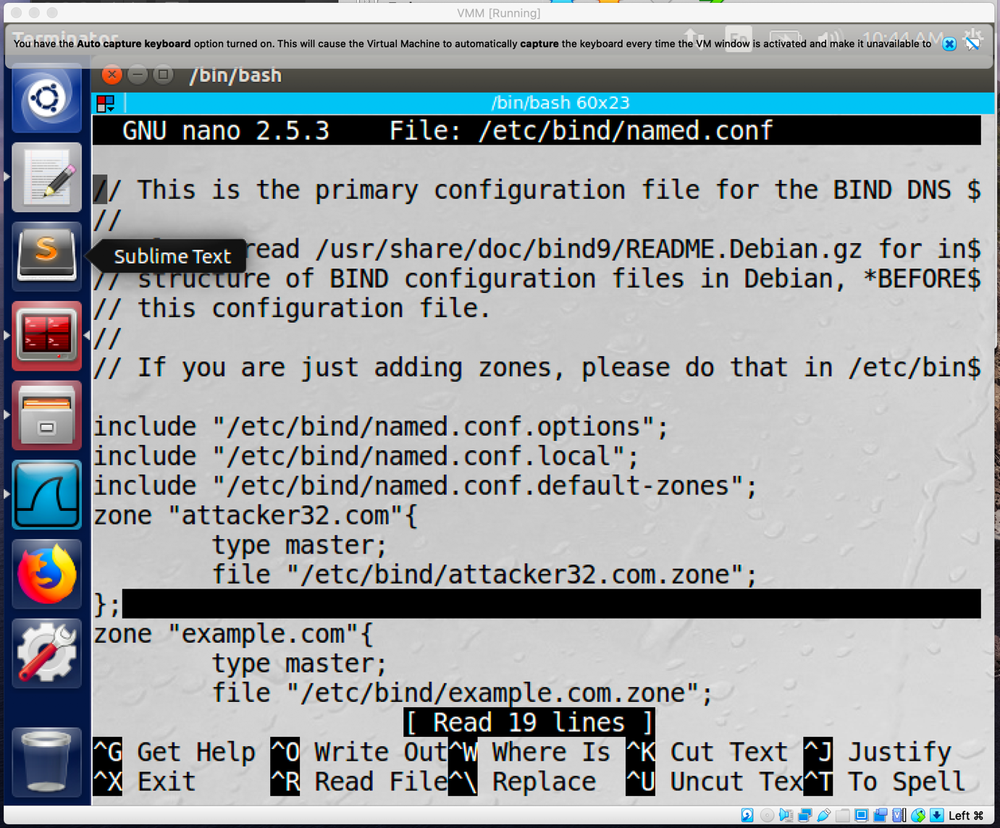 VMM [Running]
Terminator
10:44 AM
You have the Auto capture keyboard option turned on. This will cause the Virtual Machine to automatically capture the keyboard every time the VM window is activated and make it unavailable to
/bin/bash
/bin/bash 60x23
GNU nano 2.5.3 File: /etc/bind/named.conf
// This is the primary configuration file for the BIND DNS $
//
read /usr/share/doc/bind9/README.Debian.gz for in$
Sublime Text
// structure of BIND configuration files in Debian, *BEFORE$
// this configuration file.
//
// If you are just adding zones, please do that in /etc/bin$
include "/etc/bind/named.conf.options";
include "/etc/bind/named.conf.local";
include "/etc/bind/named.conf.default-zones";
zone "attacker32.com"{
type master;
file "/etc/bind/attacker32.com.zone";
};
zone "example.com"{
type master;
file "/etc/bind/example.com.zone";
[ Read 19 lines ]
^G Get Help ^O Write Out ^W Where Is ^K Cut Text ^J Justify
^X Exit ^R Read File ^\ Replace ^U Uncut Tex ^T To Spell
Left ⌘